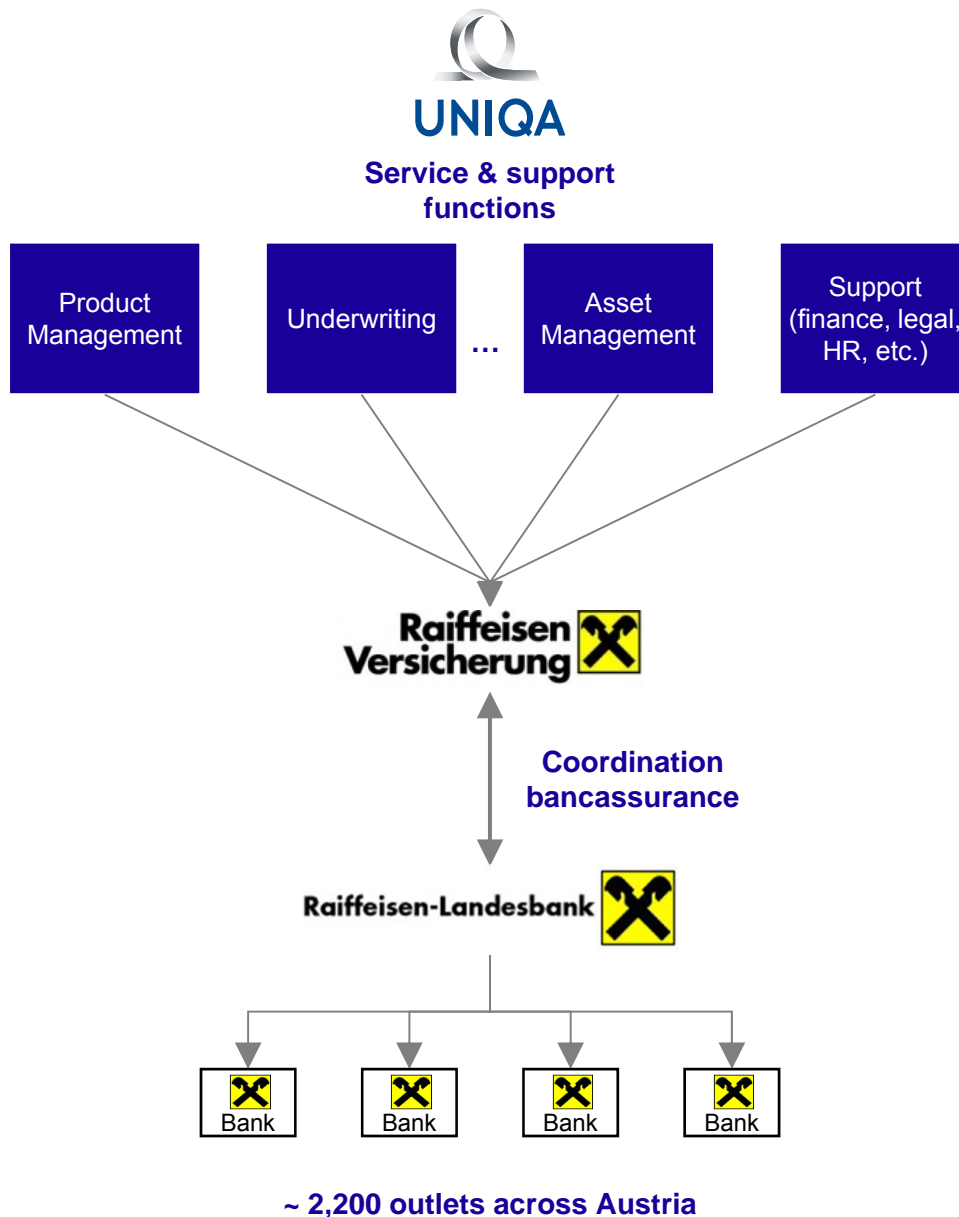 UNIQA
Service & support
functions
Product
Management
Underwriting
...
Asset
Management
Support
(finance, legal,
HR, etc.)
Raiffeisen
Versicherung
Coordination
bancassurance
Raiffeisen-Landesbank
Bank
Bank
Bank
Bank
~ 2,200 outlets across Austria